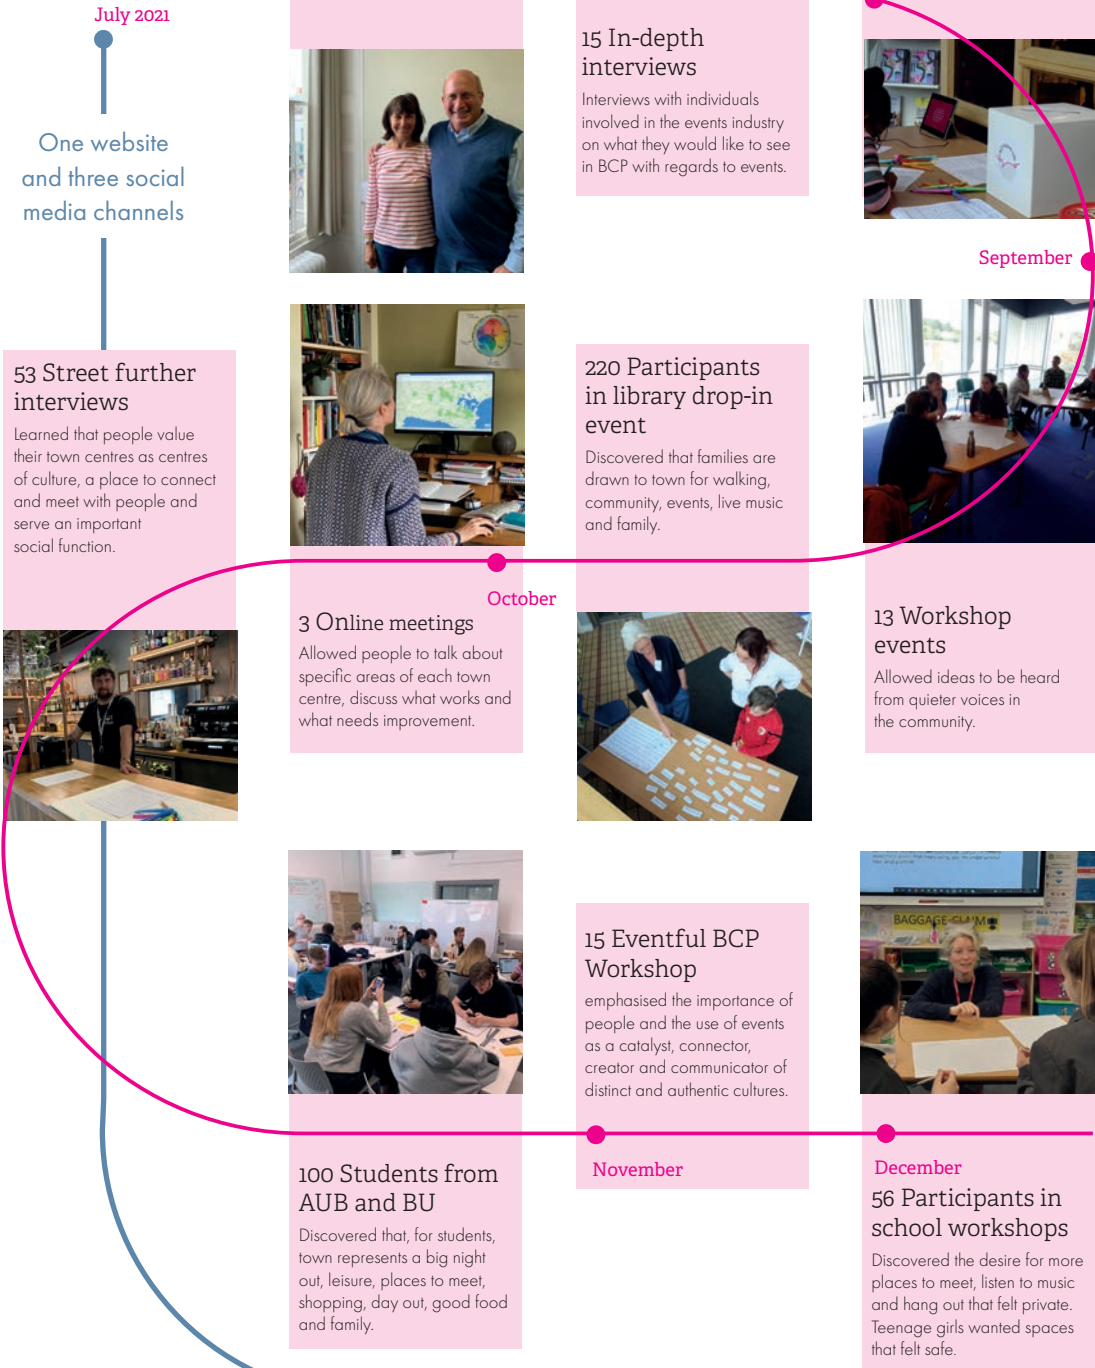 July 2021
One website
and three social
media channels
15 In-depth
interviews
Interviews with individuals
involved in the events industry
on what they would like to see
in BCP with regards to events.
September
53 Street further
interviews
Learned that people value
their town centres as centres
of culture, a place to connect
and meet with people and
serve an important
social function.
220 Participants
in library drop-in
event
Discovered that families are
drawn to town for walking,
community, events, live music
and family.
October
3 Online meetings
Allowed people to talk about
specific areas of each town
centre, discuss what works and
what needs improvement.
13 Workshop
events
Allowed ideas to be heard
from quieter voices in
the community.
BAGGAGE CLAIM
15 Eventful BCP
Workshop
emphasised the importance of
people and the use of events
as a catalyst, connector,
creator and communicator of
distinct and authentic cultures.
November
100 Students from
AUB and BU
Discovered that, for students,
town represents a big night
out, leisure, places to meet,
shopping, day out, good food
and family.
December
56 Participants in
school workshops
Discovered the desire for more
places to meet, listen to music
and hang out that felt private.
Teenage girls wanted spaces
that felt safe.